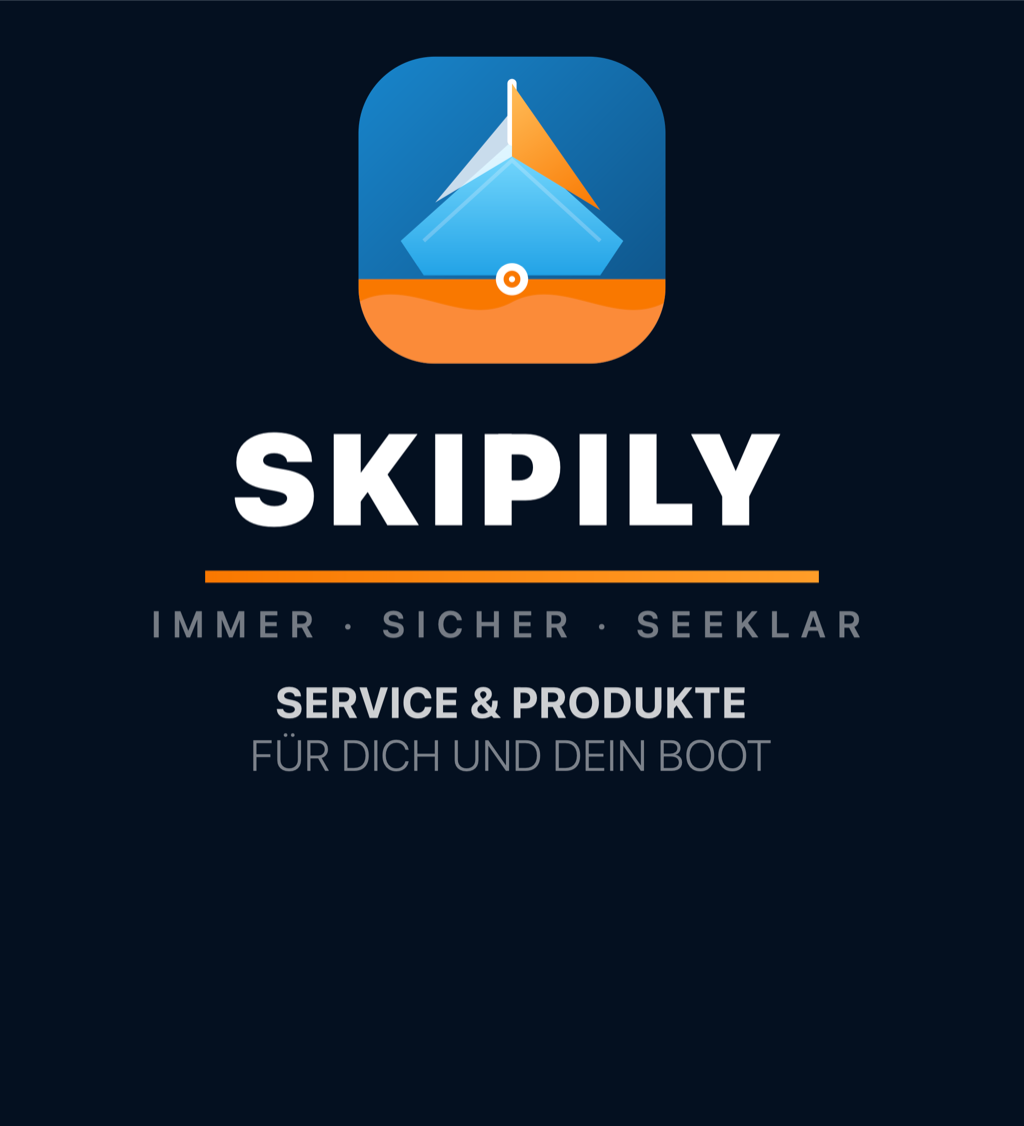 SKIPILY
IMMER · SICHER · SEEKLAR
SERVICE & PRODUKTE
FÜR DICH UND DEIN BOOT